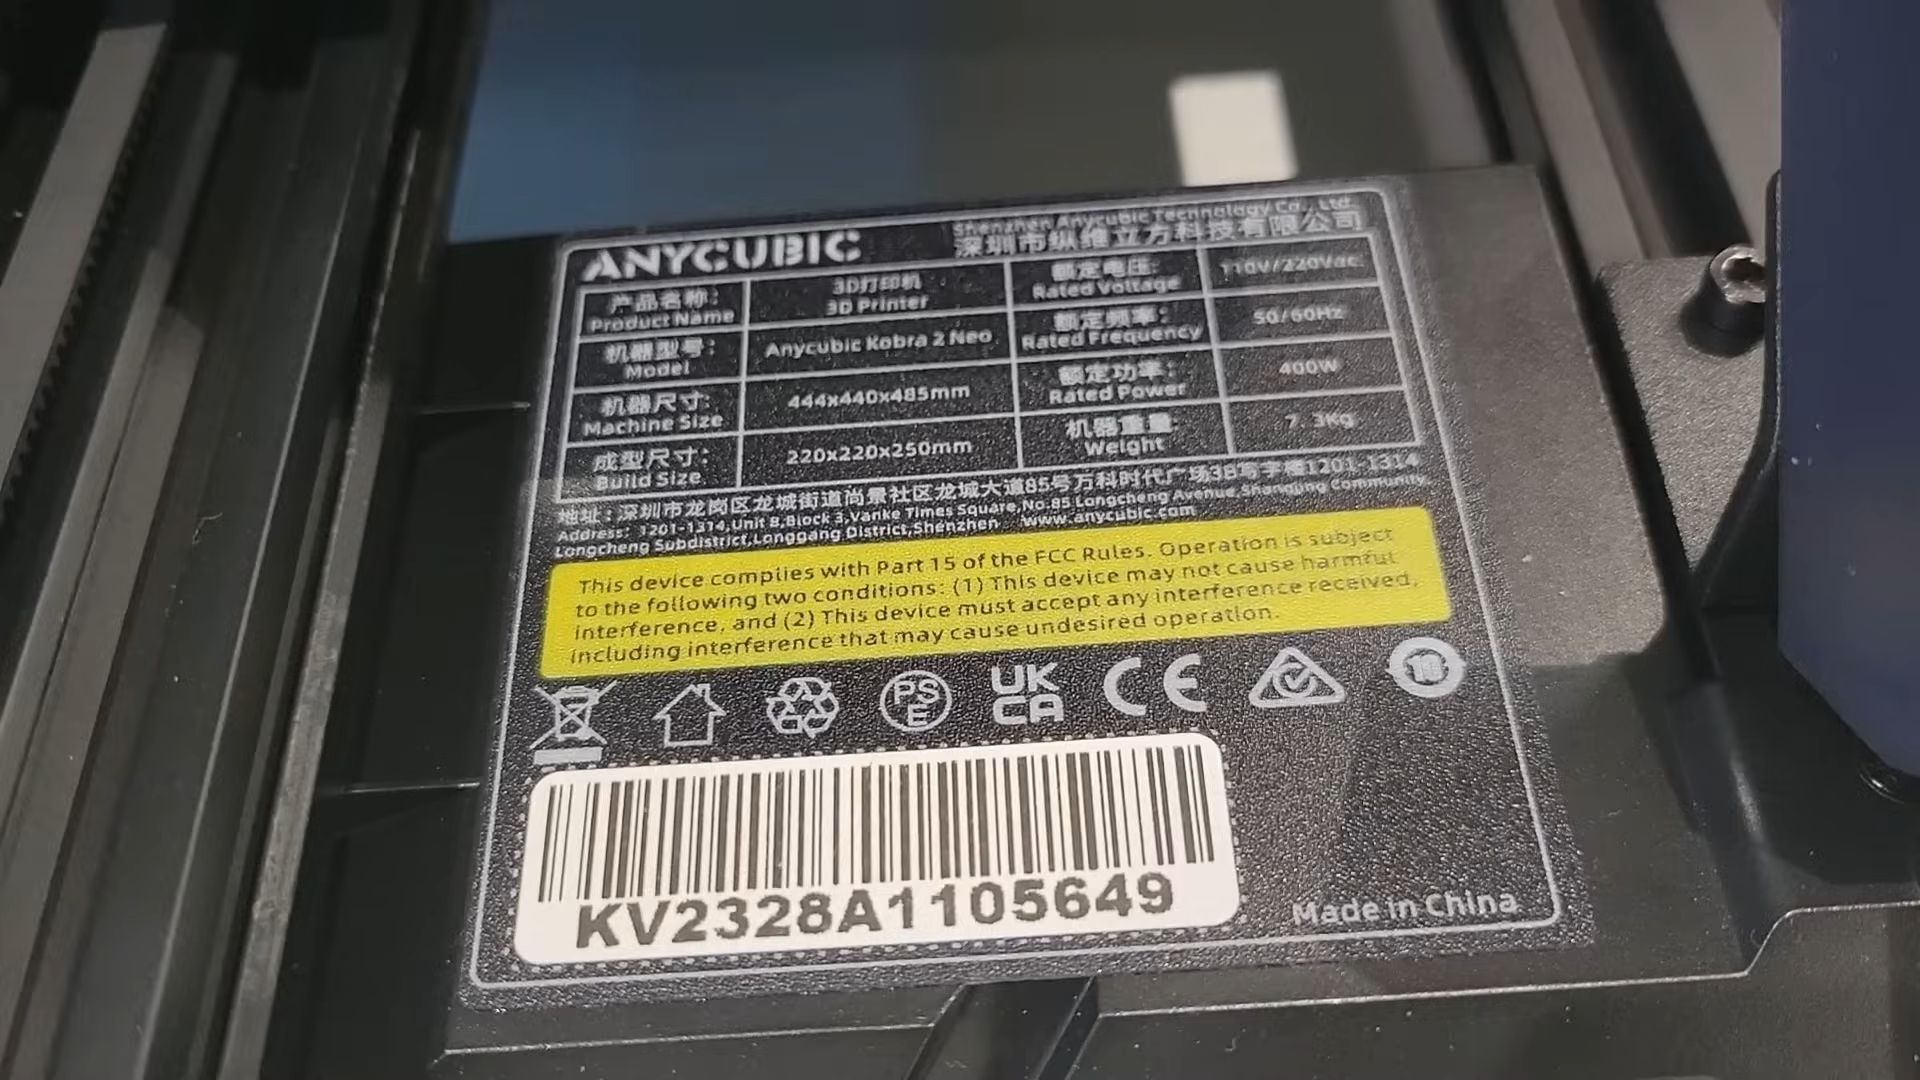 ANYCUBIC
Shenzhen Anycubic Technology Co., Ltd.
深圳市纵维立方科技有限公司
产品名称:
Product Name
3D打印机
3D Printer
额定电压:
Rated Voltage
110V/220Vac
机器型号:
Model
Anycubic Kobra 2 Neo
额定频率:
Rated Frequency
50/60Hz
机器尺寸:
Machine Size
444x440x485mm
额定功率:
Rated Power
400W
成型尺寸:
Build Size
220x220x250mm
机器重量:
Weight
7.3Kg
地址:深圳市龙岗区龙城街道尚景社区龙城大道85号万科时代广场3B写字楼1201-1314
Address: 1201-1314,Unit B,Block 3,Vanke Times Square,No.85 Longcheng Avenue,Shangjing Community,
Longcheng Subdistrict,Longgang District,Shenzhen www.anycubic.com
This device complies with Part 15 of the FCC Rules. Operation is subject
to the following two conditions: (1) This device may not cause harmful
interference, and (2) This device must accept any interference received,
including interference that may cause undesired operation.
PS
E
UK
CA
CE
10
KV2328A1105649
Made in China